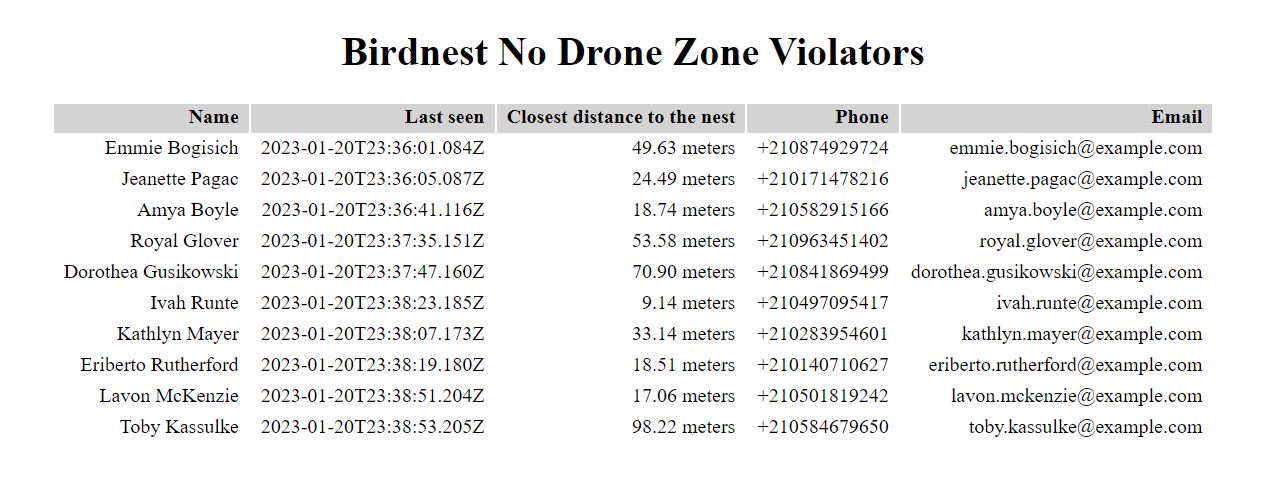 Birdnest No Drone Zone Violators
Name Last seen Closest distance to the nest Phone Email
Emmie Bogisich 2023-01-20T23:36:01.084Z 49.63 meters +210874929724 emmie.bogisich@example.com
Jeanette Pagac 2023-01-20T23:36:05.087Z 24.49 meters +210171478216 jeanette.pagac@example.com
Amya Boyle 2023-01-20T23:36:41.116Z 18.74 meters +210582915166 amya.boyle@example.com
Royal Glover 2023-01-20T23:37:35.151Z 53.58 meters +210963451402 royal.glover@example.com
Dorothea Gusikowski 2023-01-20T23:37:47.160Z 70.90 meters +210841869499 dorothea.gusikowski@example.com
Ivah Runte 2023-01-20T23:38:23.185Z 9.14 meters +210497095417 ivah.runte@example.com
Kathlyn Mayer 2023-01-20T23:38:07.173Z 33.14 meters +210283954601 kathlyn.mayer@example.com
Eriberto Rutherford 2023-01-20T23:38:19.180Z 18.51 meters +210140710627 eriberto.rutherford@example.com
Lavon McKenzie 2023-01-20T23:38:51.204Z 17.06 meters +210501819242 lavon.mckenzie@example.com
Toby Kassulke 2023-01-20T23:38:53.205Z 98.22 meters +210584679650 toby.kassulke@example.com